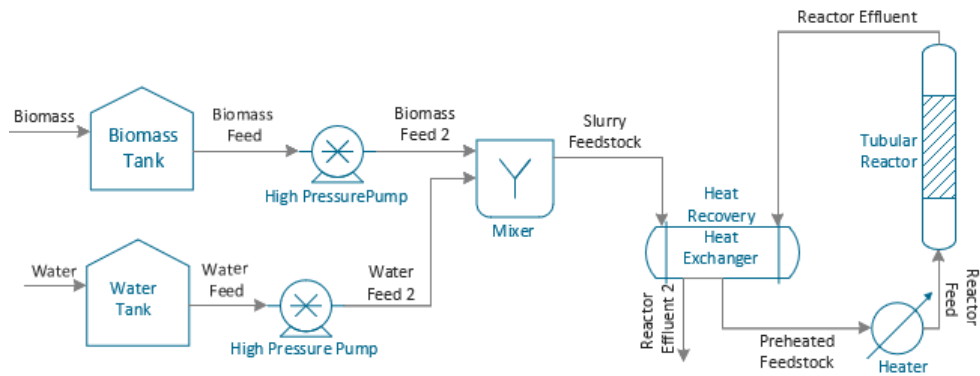 Reactor Effluent
Biomass
Biomass
Feed
Biomass
Feed 2
Slurry
Feedstock
Biomass
Tank
High PressurePump
Mixer
Tubular
Reactor
Heat
Recovery
Heat
Exchanger
Water
Water
Feed
Water
Feed 2
Water
Tank
High Pressure Pump
Reactor
Effluent 2
Preheated
Feedstock
Heater
Reactor
Feed